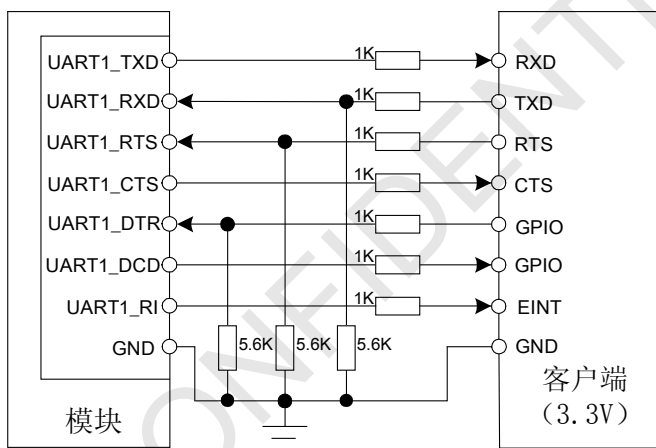 UART1_TXD 1K RXD
UART1_RXD 1K TXD
UART1_RTS 1K RTS
UART1_CTS 1K CTS
UART1_DTR 1K GPIO
UART1_DCD 1K GPIO
UART1_RI 1K EINT
GND 5.6K 5.6K 5.6K GND
模块
客户端
（3.3V）
CONFIDENTI